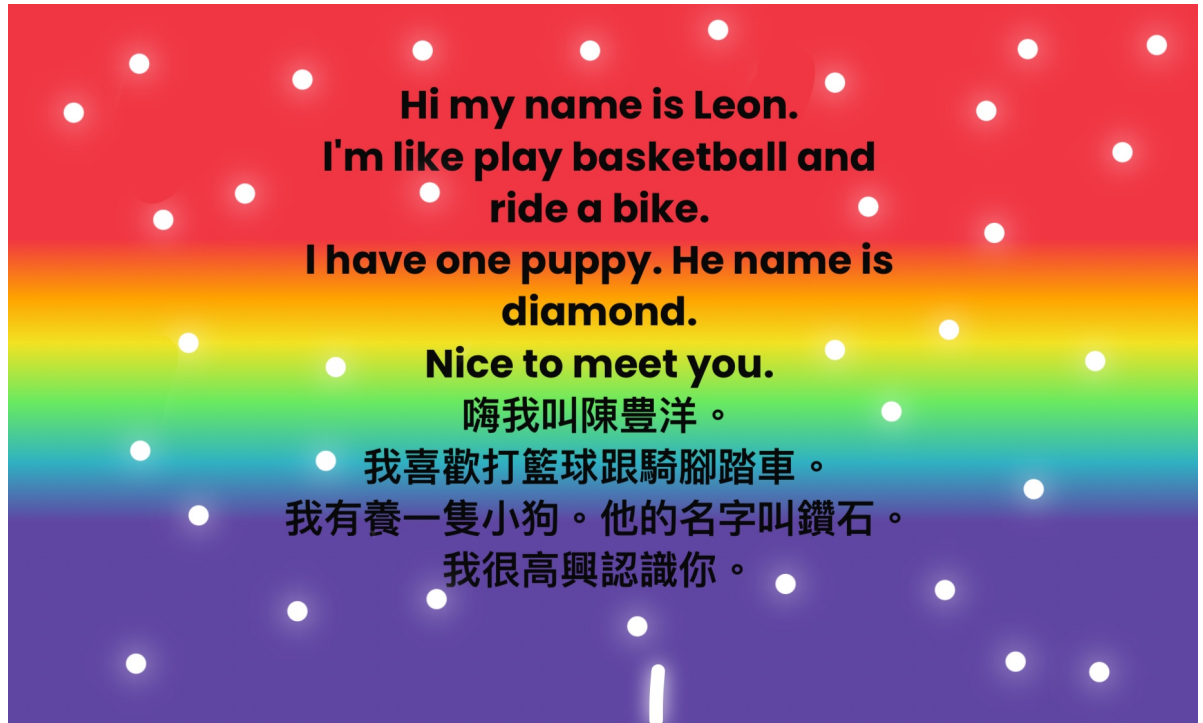 Hi my name is Leon.
I'm like play basketball and
ride a bike.
I have one puppy. He name is
diamond.
Nice to meet you.
嗨我叫陳豊洋。
我喜歡打籃球跟騎腳踏車。
我有養一隻小狗。他的名字叫鑽石。
我很高興認識你。